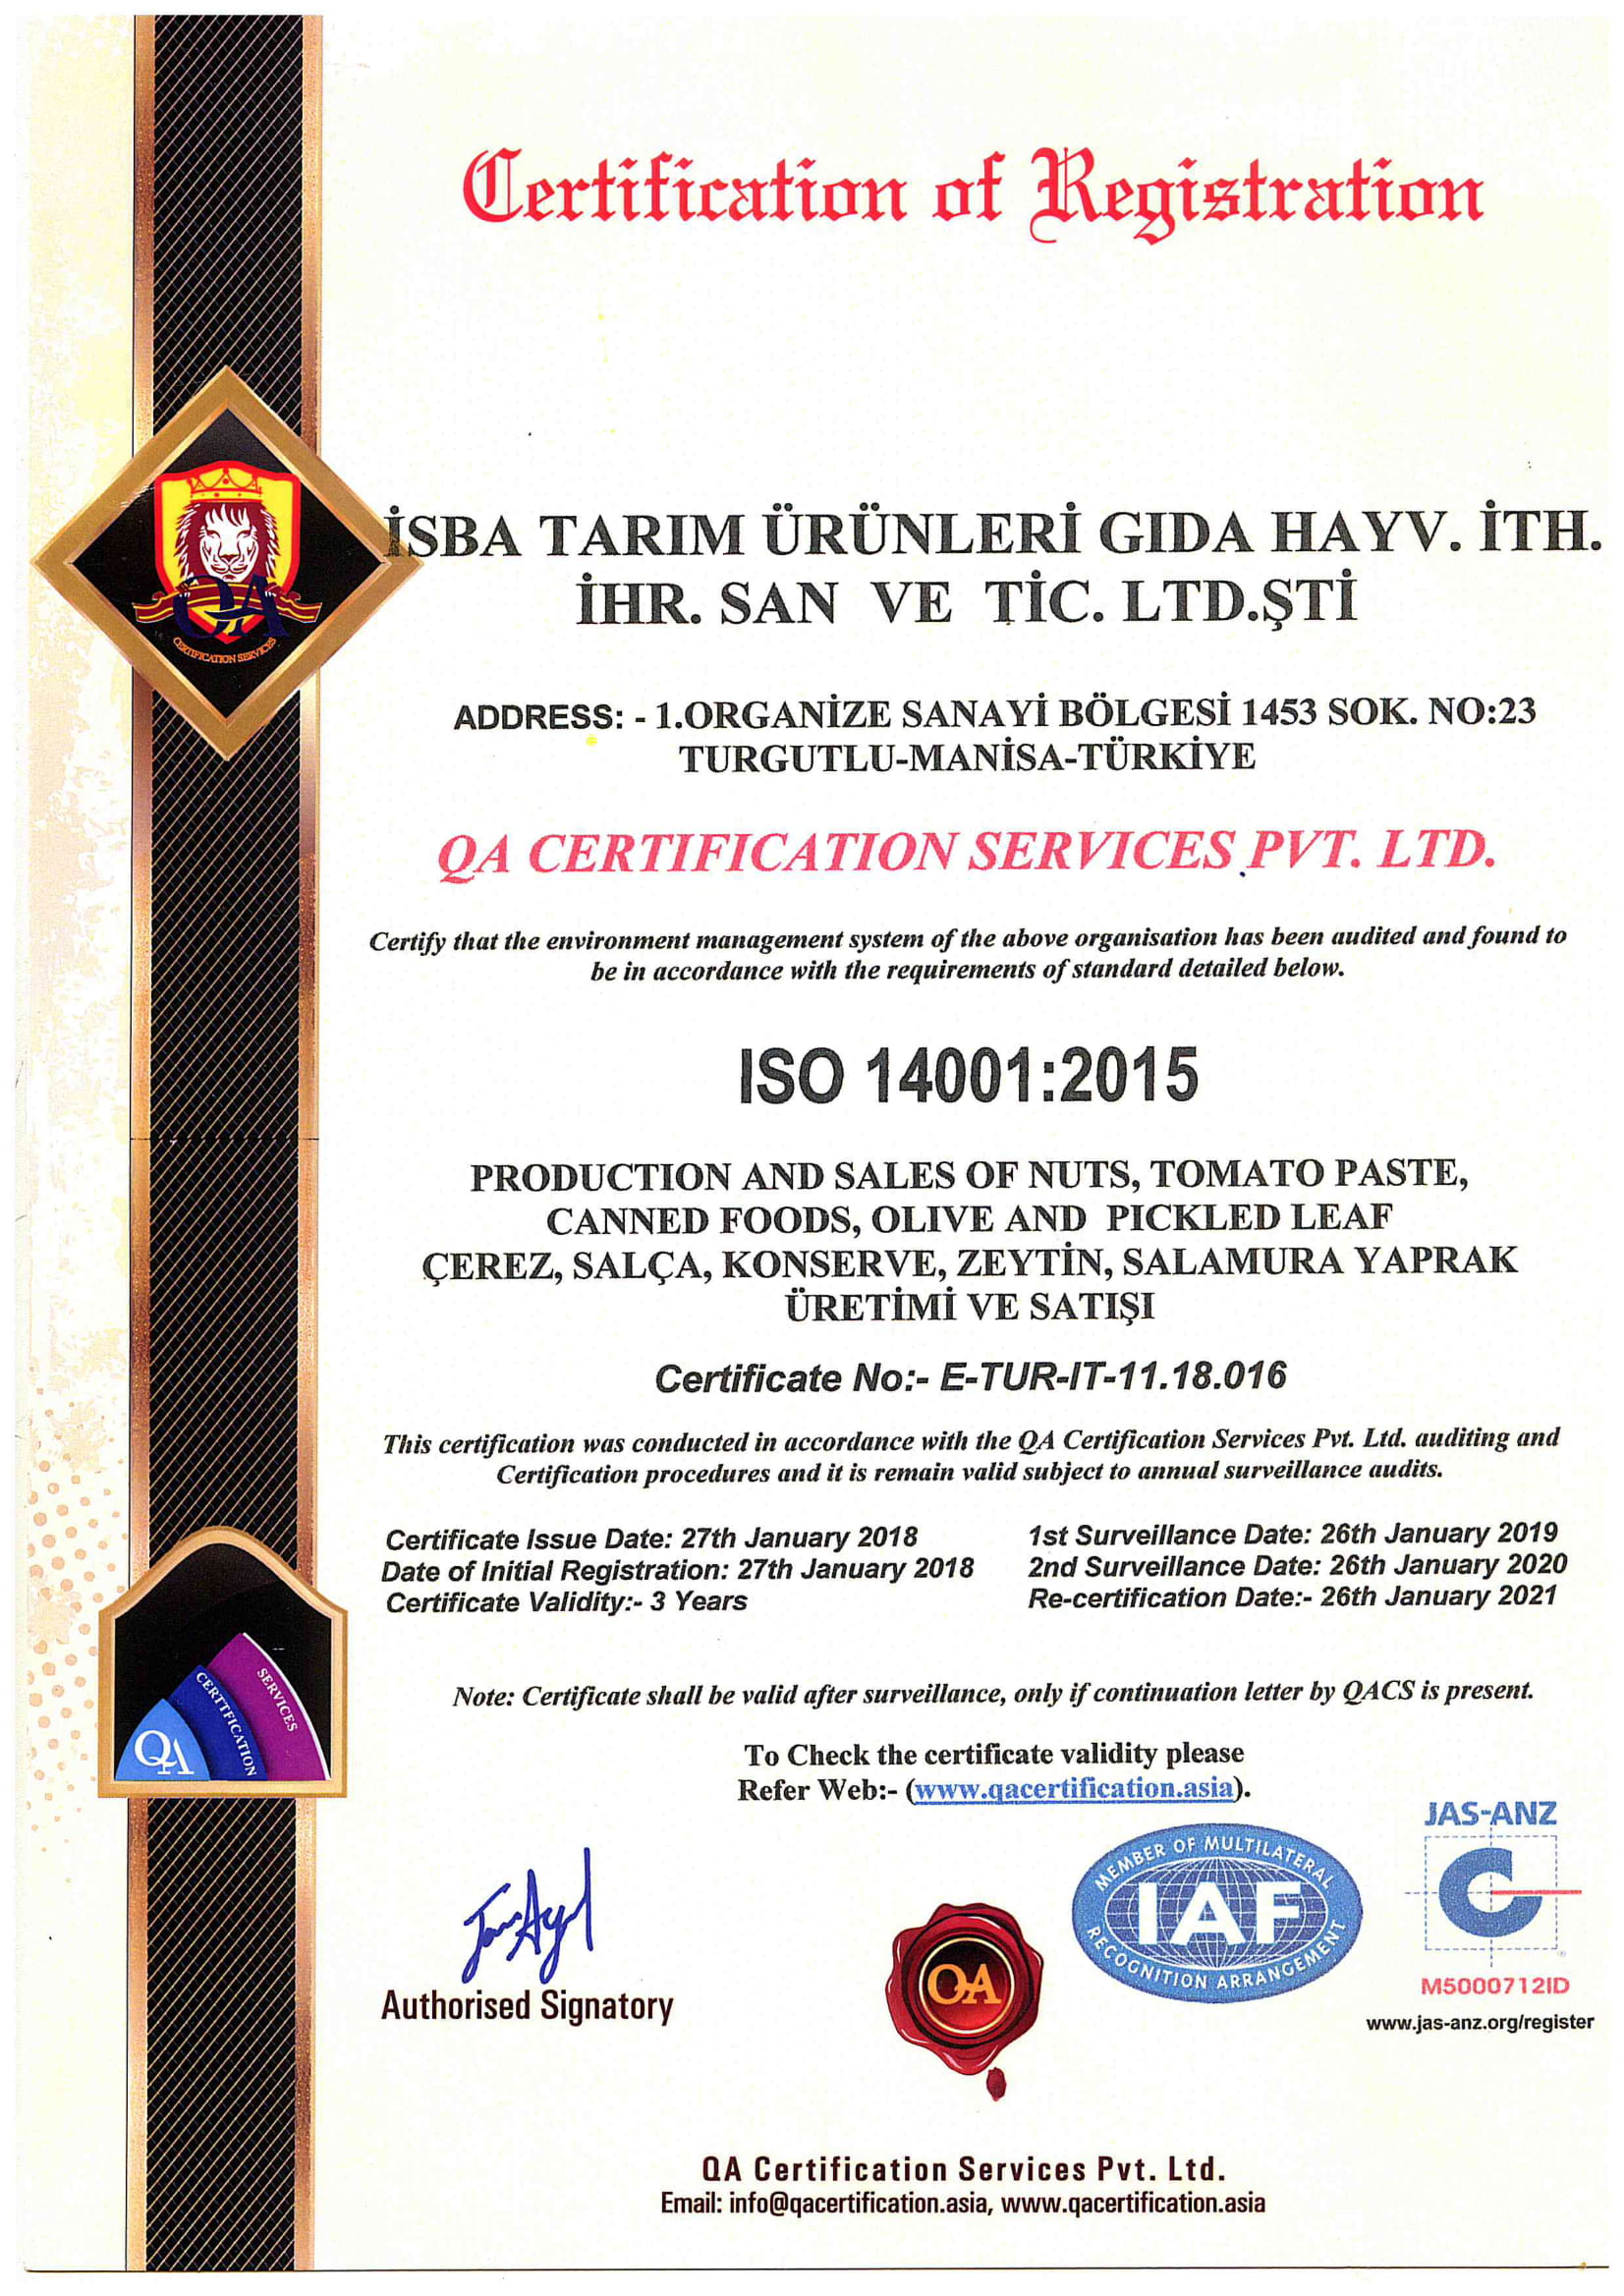 Certification of Registration
İSBA TARIM ÜRÜNLERİ GIDA HAYV. İTH.
İHR. SAN VE TİC. LTD.ŞTİ
ADDRESS: - 1.ORGANİZE SANAYİ BÖLGESİ 1453 SOK. NO:23
TURGUTLU-MANİSA-TÜRKİYE
QA CERTIFICATION SERVICES PVT. LTD.
Certify that the environment management system of the above organisation has been audited and found to
be in accordance with the requirements of standard detailed below.
ISO 14001:2015
PRODUCTION AND SALES OF NUTS, TOMATO PASTE,
CANNED FOODS, OLIVE AND PICKLED LEAF
ÇEREZ, SALÇA, KONSERVE, ZEYTİN, SALAMURA YAPRAK
ÜRETİMİ VE SATIŞI
Certificate No:- E-TUR-IT-11.18.016
This certification was conducted in accordance with the QA Certification Services Pvt. Ltd. auditing and
Certification procedures and it is remain valid subject to annual surveillance audits.
Certificate Issue Date: 27th January 2018
Date of Initial Registration: 27th January 2018
Certificate Validity:- 3 Years
1st Surveillance Date: 26th January 2019
2nd Surveillance Date: 26th January 2020
Re-certification Date:- 26th January 2021
Note: Certificate shall be valid after surveillance, only if continuation letter by QACS is present.
To Check the certificate validity please
Refer Web:- (www.qacertification.asia).
Authorised Signatory
QA
MEMBER OF MULTILATERAL
IAF
RECOGNITION ARRANGEMENT
JAS-ANZ
M5000712ID
www.jas-anz.org/register
QA Certification Services Pvt. Ltd.
Email: info@qacertification.asia, www.qacertification.asia
QA
CERTIFICATION SERVICES
QA
CERTIFICATION
SERVICES